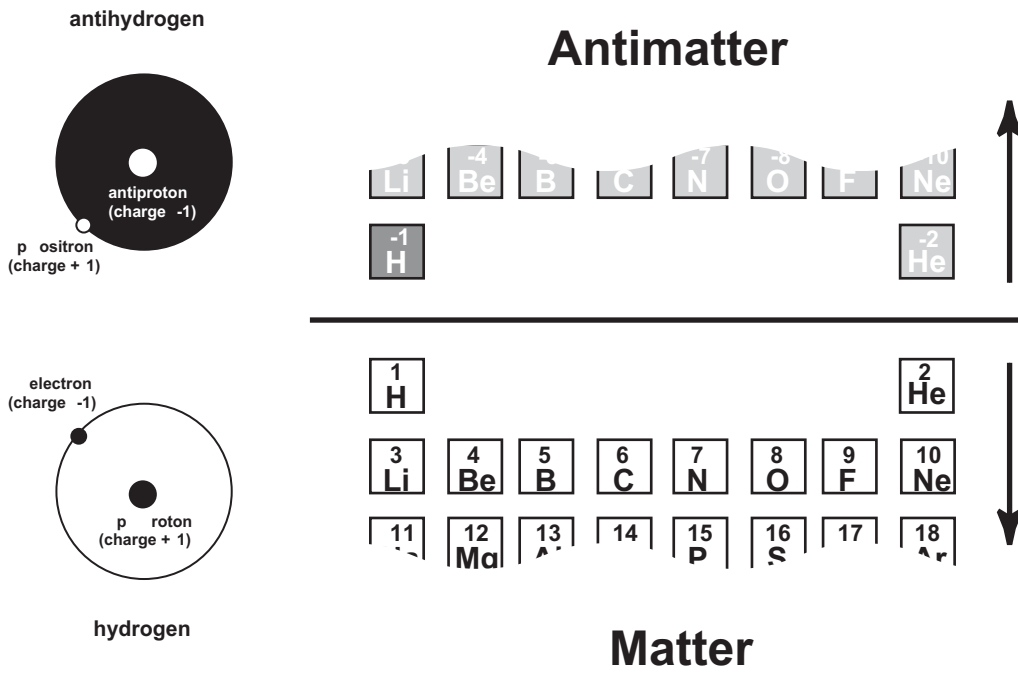 antihydrogen
Antimatter
antiproton
(charge -1)
p ositron
(charge + 1)
-4 -7 -8 10
Li Be B C N O F Ne
-1 -2
H He
electron
(charge -1)
1 2
H He
3 4 5 6 7 8 9 10
Li Be B C N O F Ne
p roton
(charge + 1)
11 12 13 14 15 16 17 18
Mg P S Ar
hydrogen
Matter